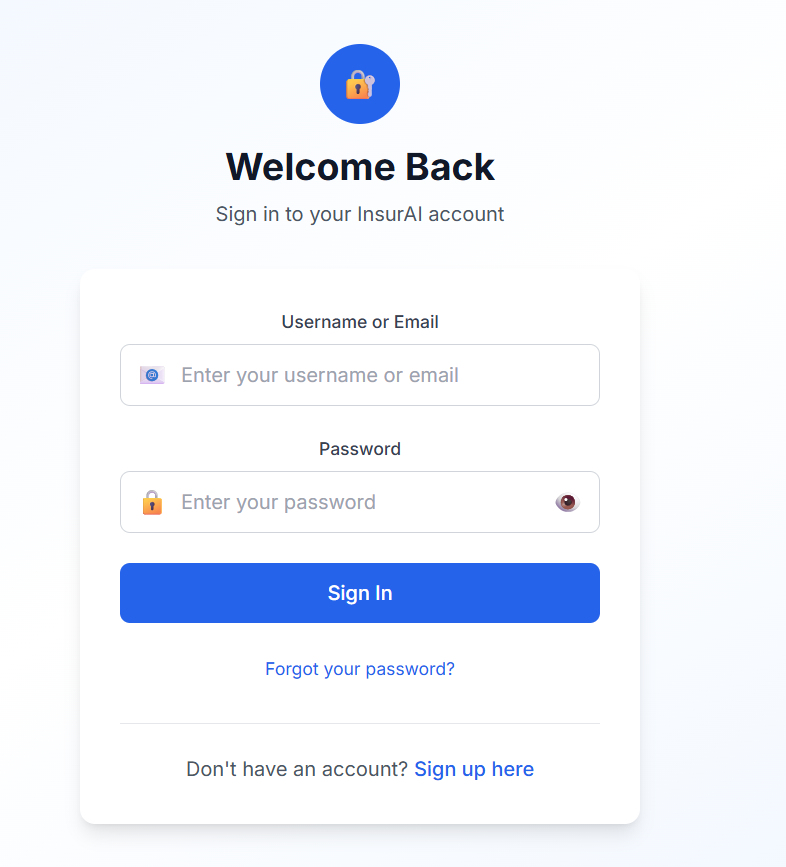 Welcome Back
Sign in to your InsurAI account
Username or Email
Enter your username or email
Password
Enter your password
Sign In
Forgot your password?
Don't have an account? Sign up here